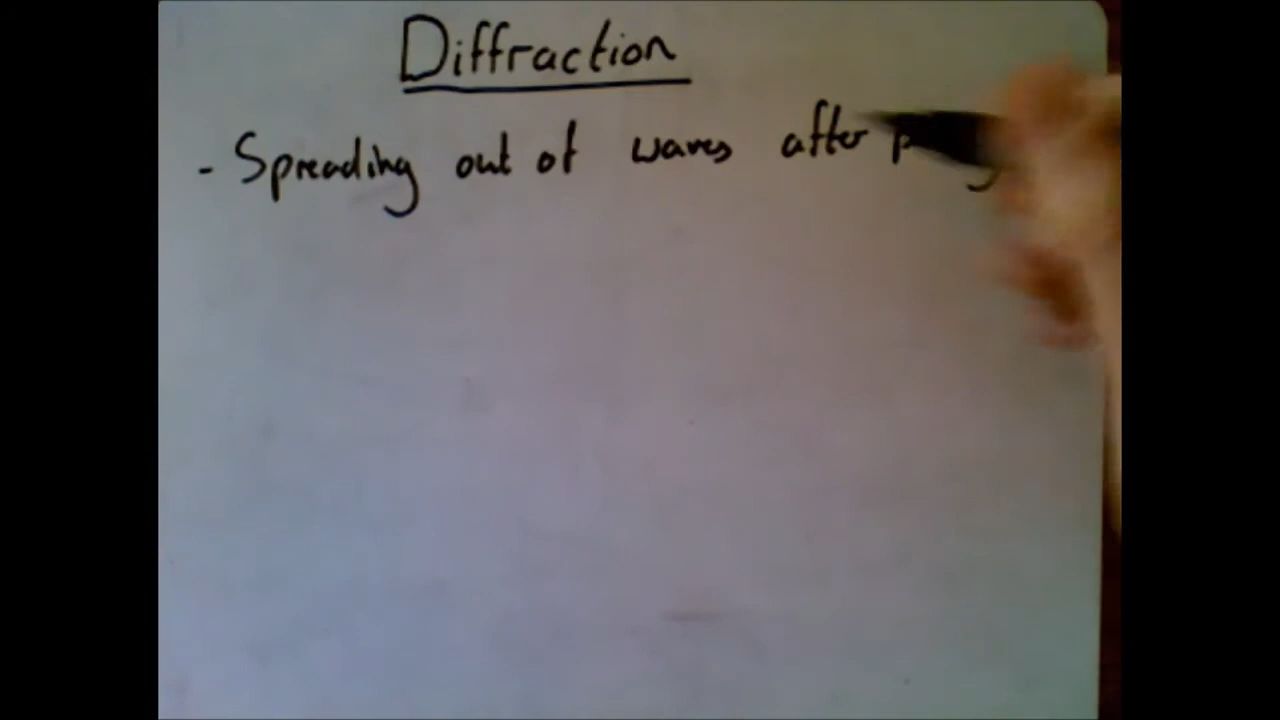 Diffraction
- Spreading out of waves after